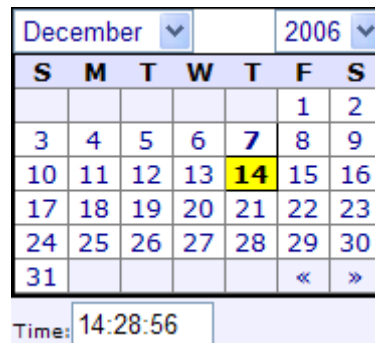 December 2006
S M T W T F S
1 2
3 4 5 6 7 8 9
10 11 12 13 14 15 16
17 18 19 20 21 22 23
24 25 26 27 28 29 30
31 « »
Time: 14:28:56